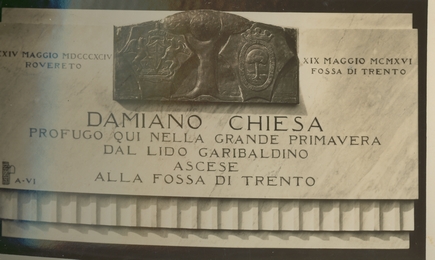 XXIV MAGGIO MDCCCXCIV
ROVERETO
XIX MAGGIO MCMXVI
FOSSA DI TRENTO
DAMIANO CHIESA
PROFUGO QUI NELLA GRANDE PRIMAVERA
DAL LIDO GARIBALDINO
ASCESE
ALLA FOSSA DI TRENTO
A·VI